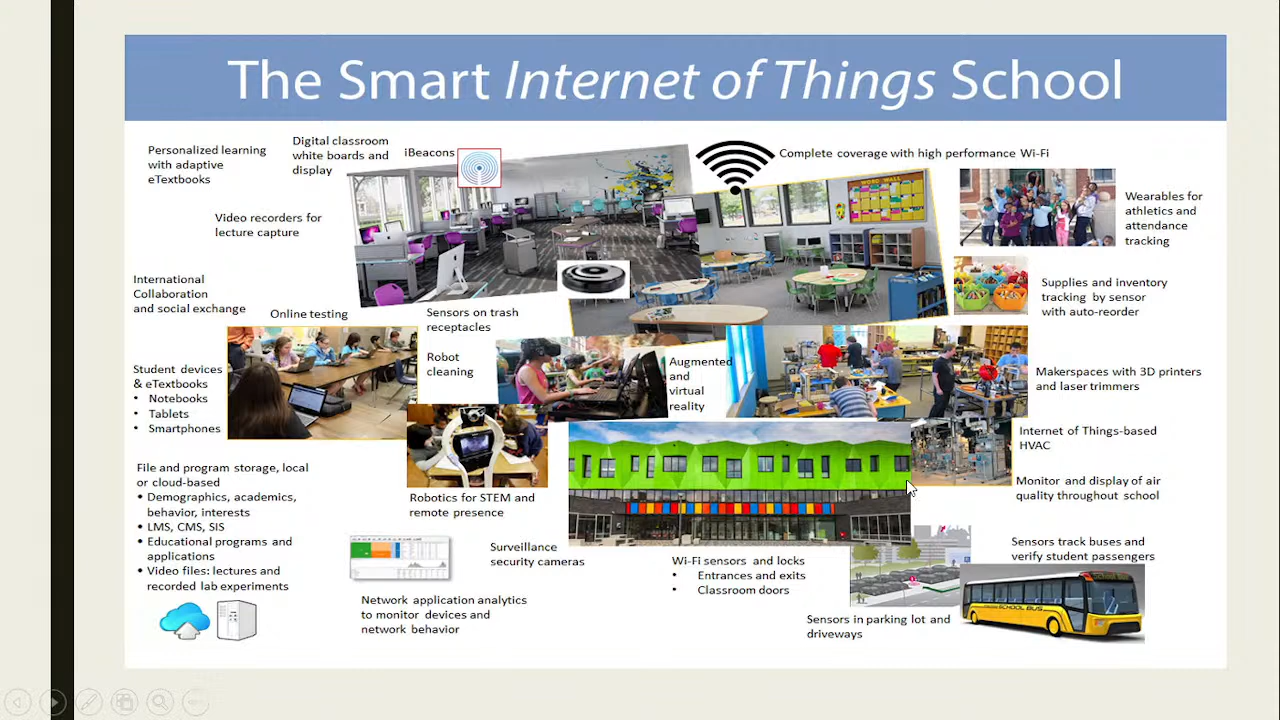 The Smart Internet of Things School
Personalized learning
with adaptive
eTextbooks
Digital classroom
white boards and
display
iBeacons
Complete coverage with high performance Wi-Fi
Video recorders for
lecture capture
WORD WALL
Wearables for
athletics and
attendance
tracking
International
Collaboration
and social exchange
Online testing
Sensors on trash
receptacles
Supplies and inventory
tracking by sensor
with auto-reorder
Robot
cleaning
Augmented
and
virtual
reality
Makerspaces with 3D printers
and laser trimmers
Student devices
& eTextbooks
• Notebooks
• Tablets
• Smartphones
Internet of Things-based
HVAC
File and program storage, local
or cloud-based
• Demographics, academics,
behavior, interests
• LMS, CMS, SIS
• Educational programs and
applications
• Video files: lectures and
recorded lab experiments
Robotics for STEM and
remote presence
Monitor and display of air
quality throughout school
Surveillance
security cameras
Wi-Fi sensors and locks
• Entrances and exits
• Classroom doors
Sensors track buses and
verify student passengers
Network application analytics
to monitor devices and
network behavior
Sensors in parking lot and
driveways
SCHOOL BUS